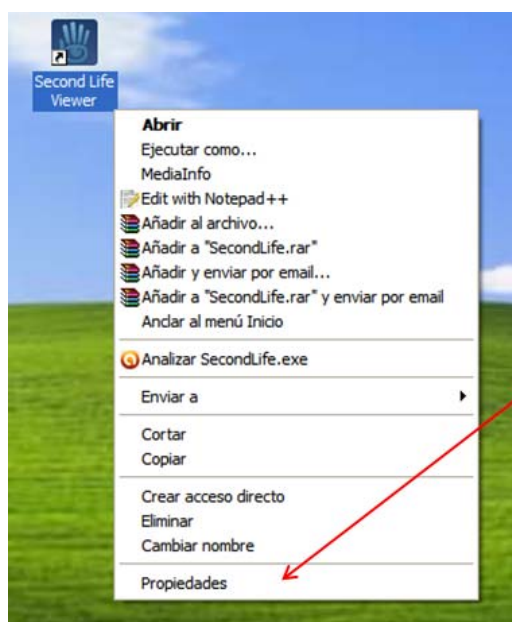 Second Life
Viewer
Abrir
Ejecutar como...
MediaInfo
Edit with Notepad++
Añadir al archivo...
Añadir a "SecondLife.rar"
Añadir y enviar por email...
Añadir a "SecondLife.rar" y enviar por email
Anclar al menú Inicio
Analizar SecondLife.exe
Enviar a
Cortar
Copiar
Crear acceso directo
Eliminar
Cambiar nombre
Propiedades